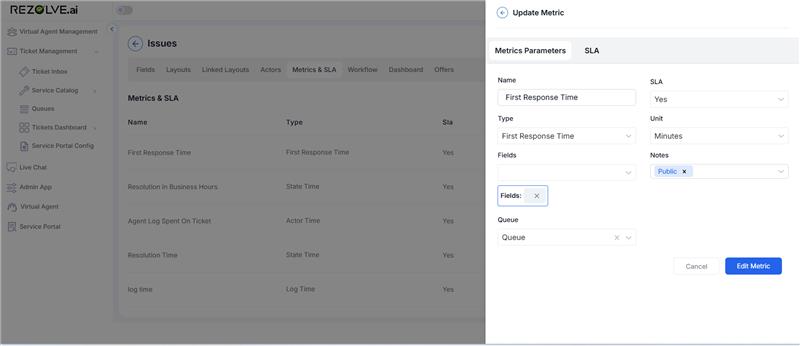 REZOLVE.ai
Virtual Agent Management
Ticket Management
Ticket Inbox
Service Catalog
Queues
Tickets Dashboard
Service Portal Config
Live Chat
Admin App
Virtual Agent
Service Portal
Issues
Fields Layouts Linked Layouts Actors Metrics & SLA Workflow Dashboard Offers
Metrics & SLA
Name Type Sla
First Response Time First Response Time Yes
Resolution in Business Hours State Time Yes
Agent Log Spent On Ticket Actor Time Yes
Resolution Time State Time Yes
log time Log Time Yes
Update Metric
Metrics Parameters SLA
Name SLA
First Response Time Yes
Type Unit
First Response Time Minutes
Fields Notes
Public ×
Fields: ×
Queue
Queue ×
Cancel Edit Metric